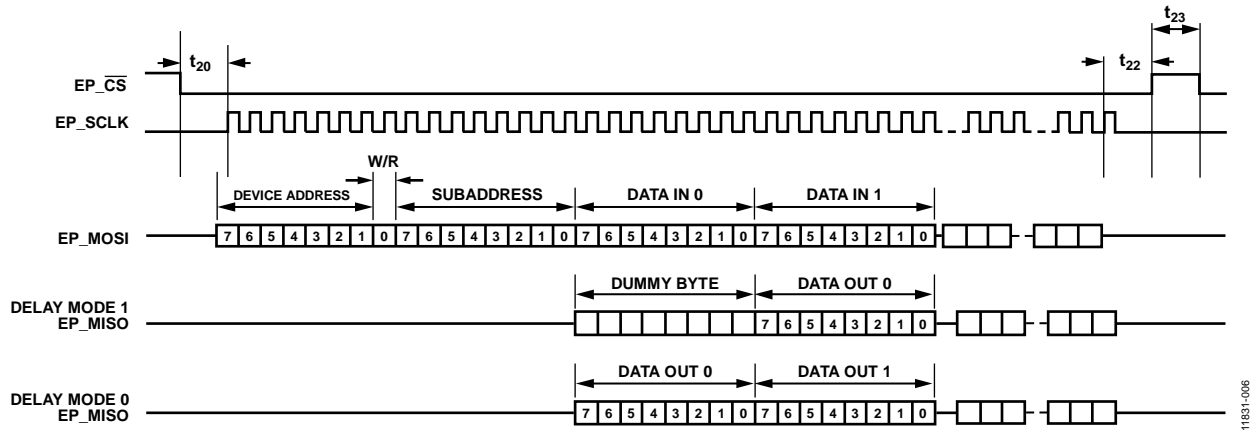 t23
t20
t22
EP_CS
EP_SCLK
W/R
DEVICE ADDRESS SUBADDRESS DATA IN 0 DATA IN 1
EP_MOSI 7 6 5 4 3 2 1 0 7 6 5 4 3 2 1 0 7 6 5 4 3 2 1 0 7 6 5 4 3 2 1 0
DUMMY BYTE DATA OUT 0
DELAY MODE 1
EP_MISO 7 6 5 4 3 2 1 0
DATA OUT 0 DATA OUT 1
DELAY MODE 0
EP_MISO 7 6 5 4 3 2 1 0 7 6 5 4 3 2 1 0
11831-006